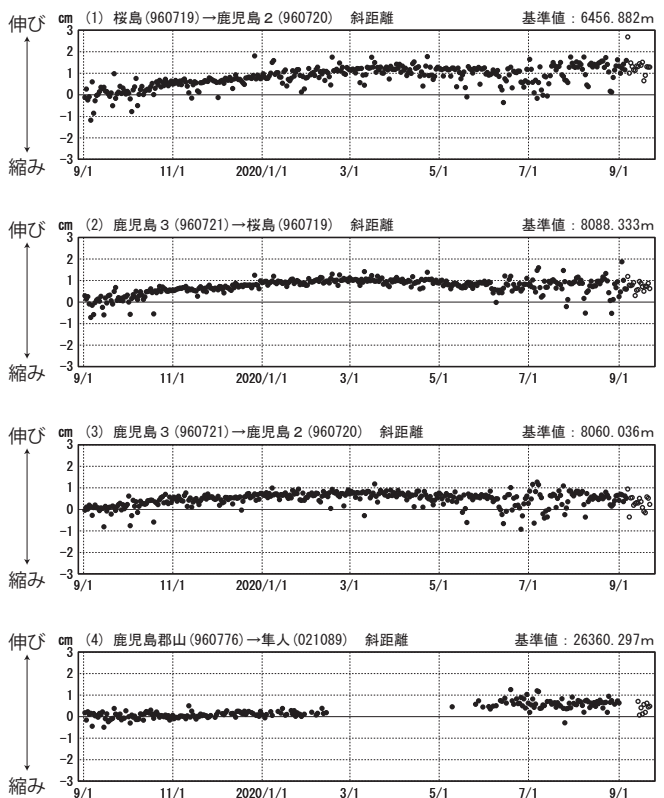 伸び cm (1) 桜島(960719)→鹿児島2(960720) 斜距離 基準値：6456.882m
3
2
1
0
-1
-2
-3
縮み
9/1 11/1 2020/1/1 3/1 5/1 7/1 9/1
伸び cm (2) 鹿児島3(960721)→桜島(960719) 斜距離 基準値：8088.333m
3
2
1
0
-1
-2
-3
縮み
9/1 11/1 2020/1/1 3/1 5/1 7/1 9/1
伸び cm (3) 鹿児島3(960721)→鹿児島2(960720) 斜距離 基準値：8060.036m
3
2
1
0
-1
-2
-3
縮み
9/1 11/1 2020/1/1 3/1 5/1 7/1 9/1
伸び cm (4) 鹿児島郡山(960776)→隼人(021089) 斜距離 基準値：26360.297m
3
2
1
0
-1
-2
-3
縮み
9/1 11/1 2020/1/1 3/1 5/1 7/1 9/1